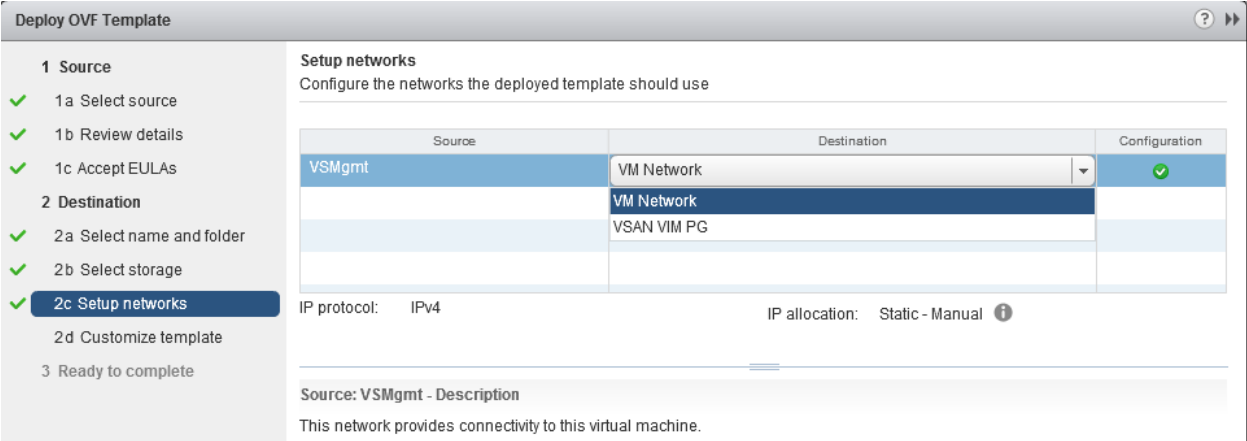 Deploy OVF Template
1 Source
1a Select source
1b Review details
1c Accept EULAs
2 Destination
2a Select name and folder
2b Select storage
2c Setup networks
2d Customize template
3 Ready to complete
Setup networks
Configure the networks the deployed template should use
Source Destination Configuration
VSMgmt VM Network
VM Network
VSAN VIM PG
IP protocol: IPv4 IP allocation: Static - Manual
Source: VSMgmt - Description
This network provides connectivity to this virtual machine.